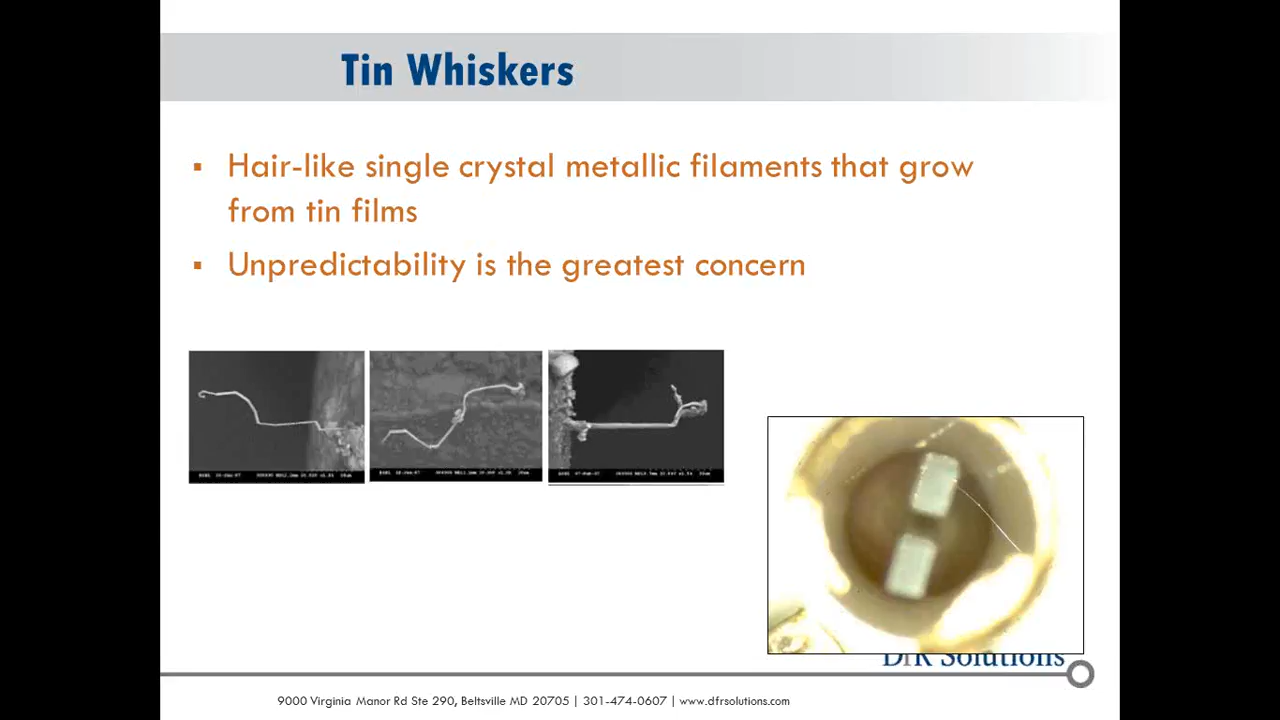 Tin Whiskers
▪ Hair-like single crystal metallic filaments that grow
from tin films
▪ Unpredictability is the greatest concern
DfR Solutions
9000 Virginia Manor Rd Ste 290, Beltsville MD 20705 | 301-474-0607 | www.dfrsolutions.com